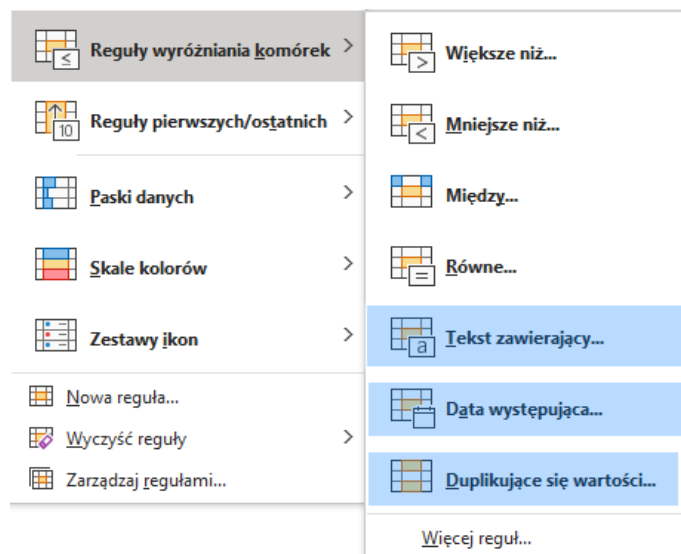 Reguły wyróżniania komórek
Reguły pierwszych/ostatnich
10
Paski danych
Skale kolorów
Zestawy ikon
Nowa reguła...
Wyczyść reguły
Zarządzaj regułami...
Większe niż...
Mniejsze niż...
Między...
Równe...
a
Tekst zawierający...
Data występująca...
Duplikujące się wartości...
Więcej reguł...